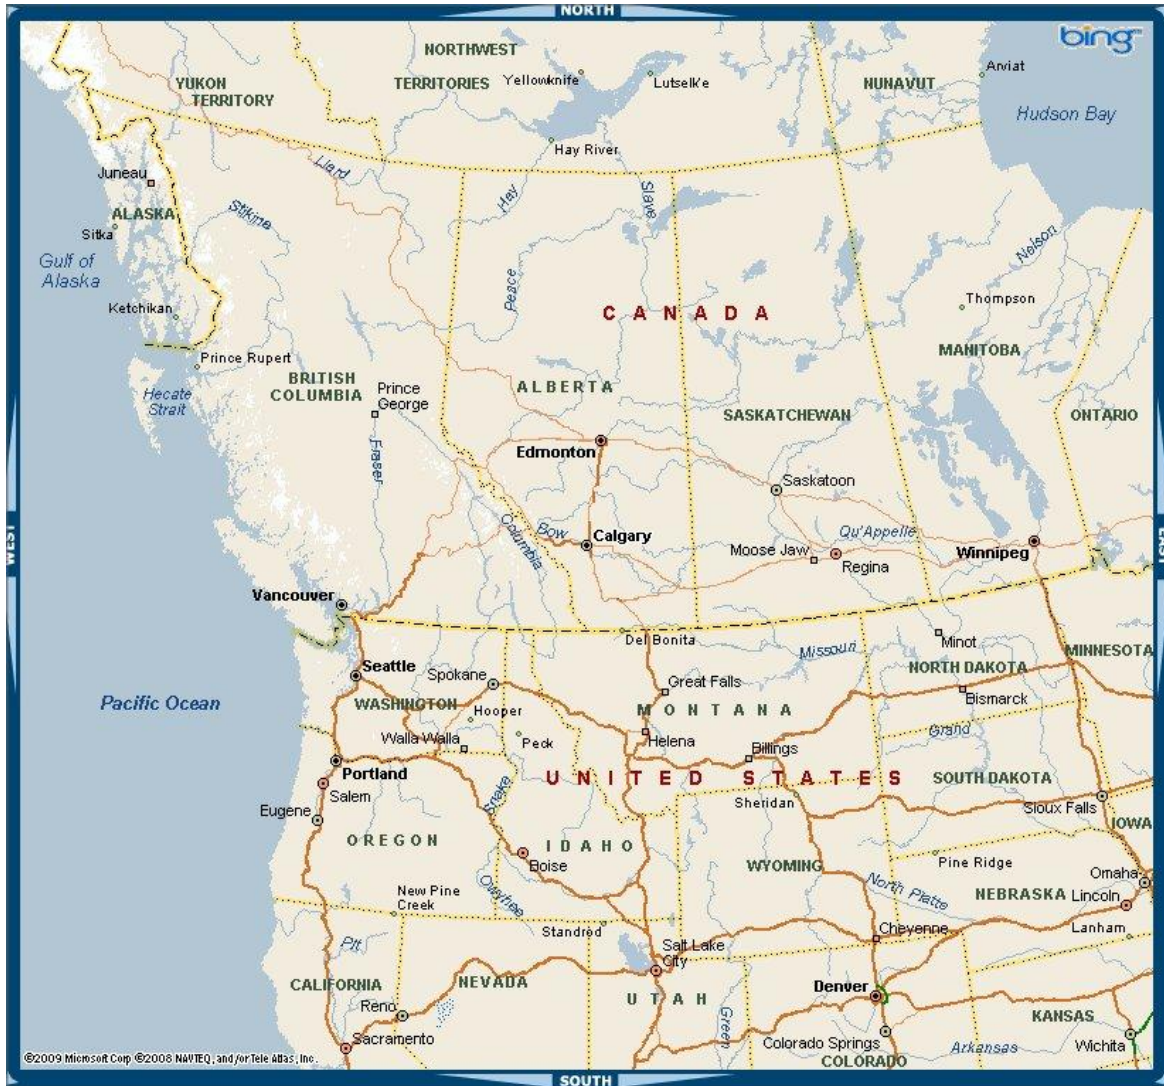 NORTH
bing
NORTHWEST
TERRITORIES
YUKON
TERRITORY
Yellowknife
Lutselk'e
NUNAVUT
Arviat
Hudson Bay
Hay River
Liard
Juneau
Hay
Slave
ALASKA
Stikine
Sitka
Nelson
Gulf of
Alaska
Peace
Ketchikan
CANADA
Thompson
Prince Rupert
MANITOBA
BRITISH
COLUMBIA
Prince
George
ALBERTA
Hecate
Strait
SASKATCHEWAN
ONTARIO
Edmonton
Fraser
Saskatoon
WEST
EAST
Columbia
Bow
Calgary
Qu'Appelle
Moose Jaw
Regina
Winnipeg
Vancouver
Del Bonita
Missouri
Minot
MINNESOTA
Seattle
Spokane
NORTH DAKOTA
Great Falls
Bismarck
Pacific Ocean
WASHINGTON
Hooper
MONTANA
Walla Walla
Peck
Helena
Billings
Grand
Portland
UNITED STATES
SOUTH DAKOTA
Salem
Snake
Sheridan
Sioux Falls
Eugene
OREGON
IDAHO
IOWA
Boise
WYOMING
Pine Ridge
Omaha
New Pine
Creek
Owyhee
North Platte
NEBRASKA
Lincoln
Standrod
Cheyenne
Lanham
Pit
Salt Lake
City
CALIFORNIA
NEVADA
UTAH
Denver
Reno
Green
KANSAS
Sacramento
Colorado Springs
COLORADO
Arkansas
Wichita
©2009 Microsoft Corp ©2008 NAVTEQ, and/or Tele Atlas, Inc.
SOUTH